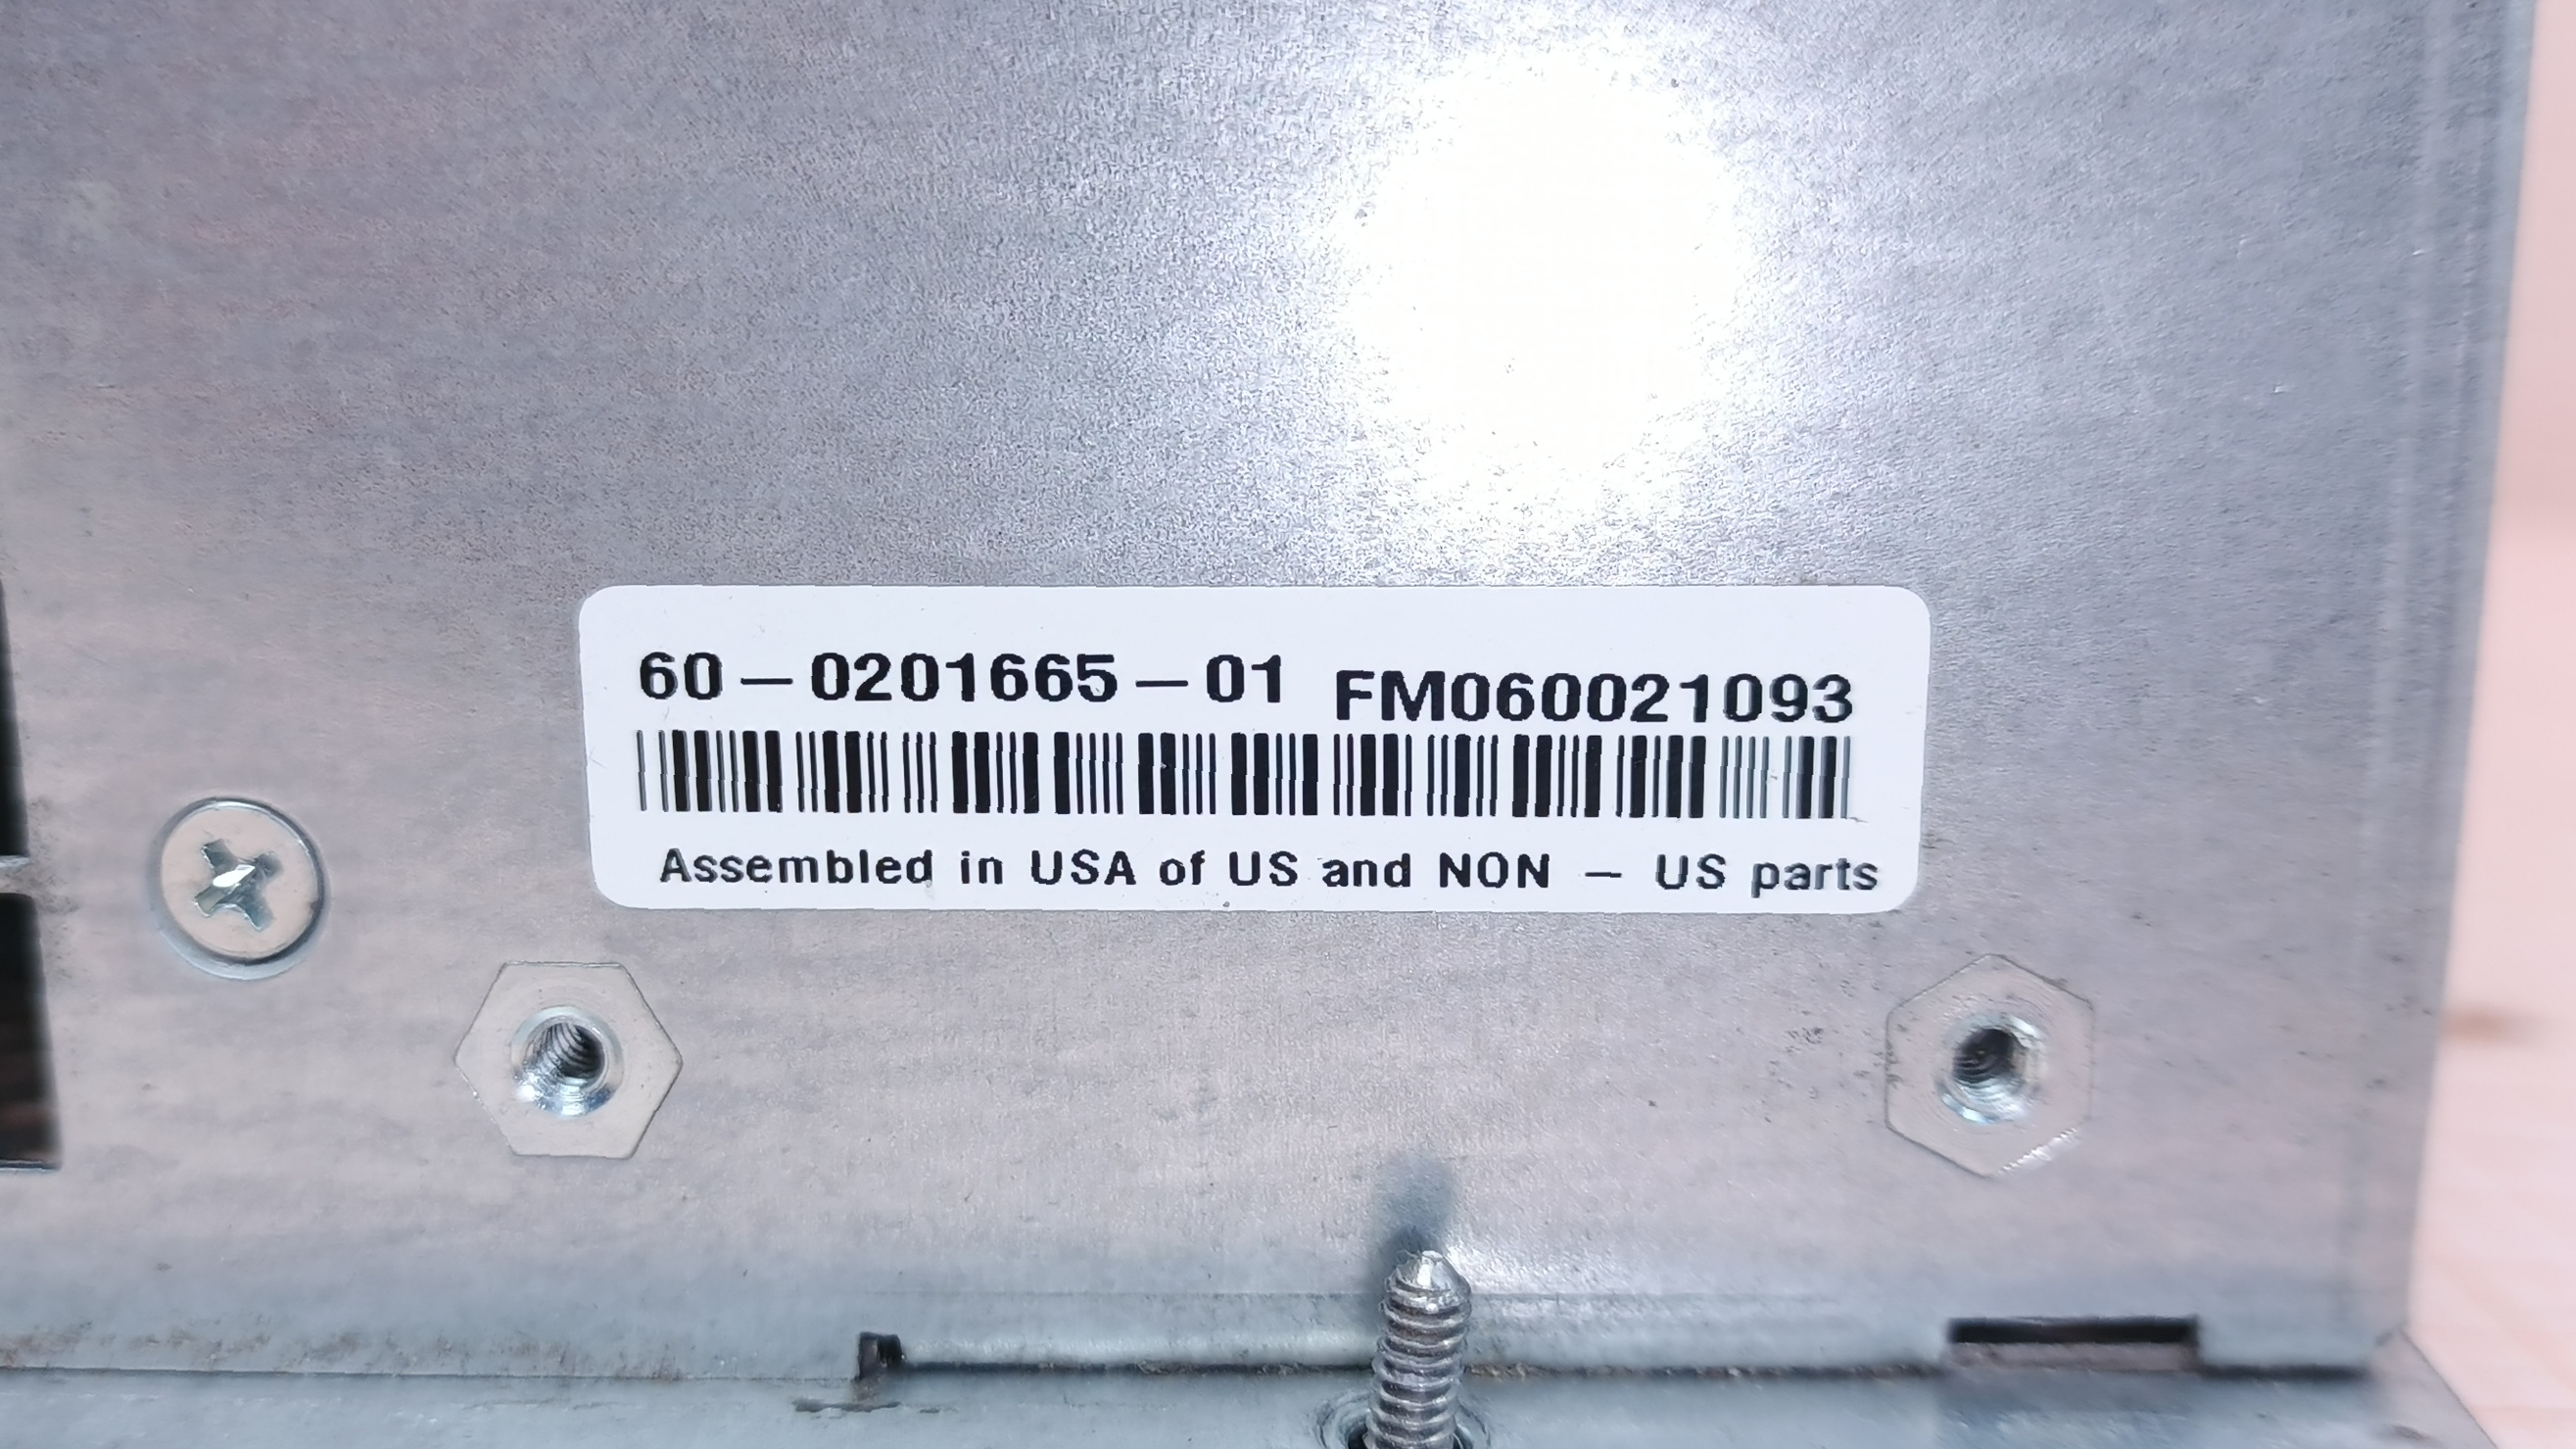 60-0201665-01 FM060021093
Assembled in USA of US and NON - US parts